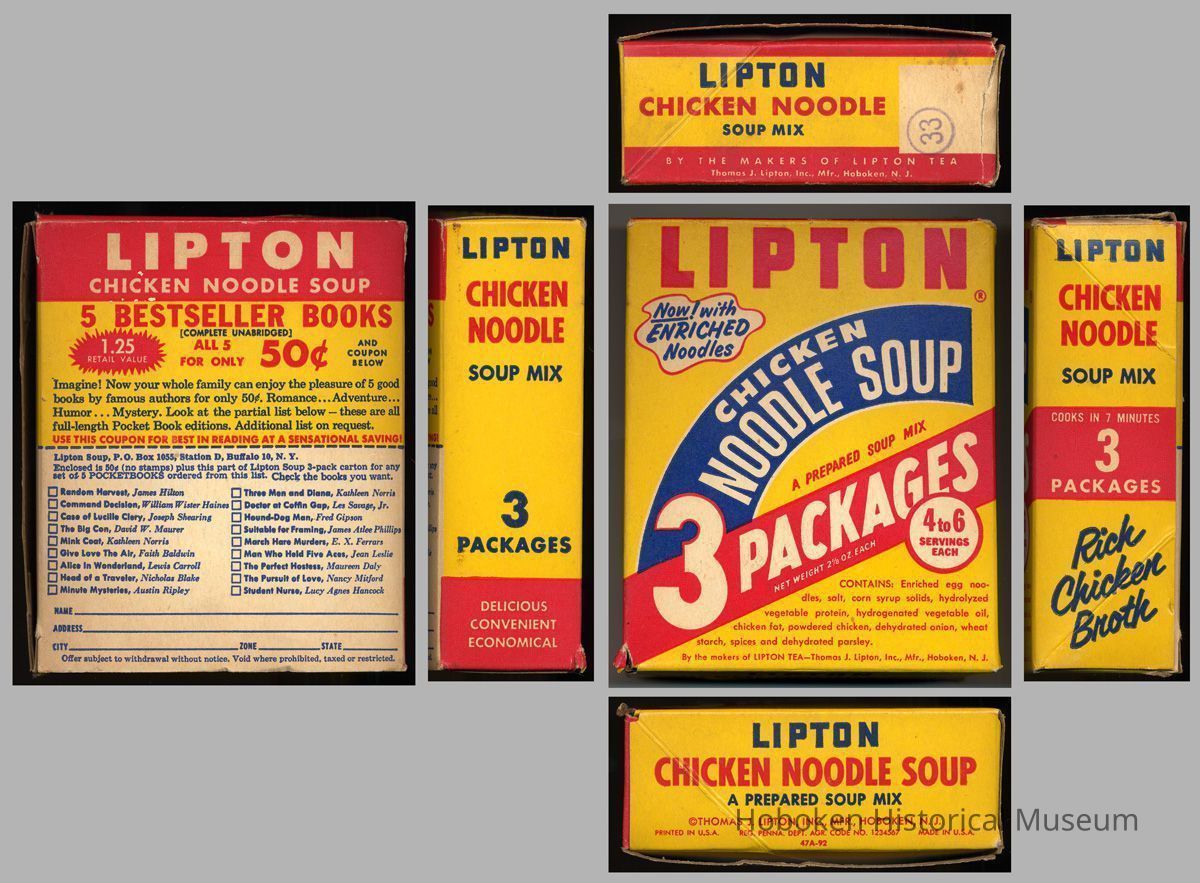 LIPTON
CHICKEN NOODLE
SOUP MIX
33
BY THE MAKERS OF LIPTON TEA
Thomas J. Lipton, Inc., Mfr., Hoboken, N. J.
LIPTON
CHICKEN NOODLE SOUP
5 BESTSELLER BOOKS
[COMPLETE UNABRIDGED]
1.25
RETAIL VALUE
ALL 5
FOR ONLY
50¢
AND
COUPON
BELOW
Imagine! Now your whole family can enjoy the pleasure of 5 good
books by famous authors for only 50¢. Romance...Adventure...
Humor...Mystery. Look at the partial list below – these are all
full-length Pocket Book editions. Additional list on request.
USE THIS COUPON FOR BEST IN READING AT A SENSATIONAL SAVING!
Lipton Soup, P.O. Box 1055, Station D, Buffalo 10, N. Y.
Enclosed is 50¢ (no stamps) plus this part of Lipton Soup 3-pack carton for any
set of 5 POCKETBOOKS ordered from this list. Check the books you want.
Random Harvest, James Hilton
Command Decision, William Wister Haines
Case of Lucille Clery, Joseph Shearing
The Big Con, David W. Maurer
Mink Coat, Kathleen Norris
Give Love The Air, Faith Baldwin
Alice In Wonderland, Lewis Carroll
Head of a Traveler, Nicholas Blake
Minute Mysteries, Austin Ripley
Three Men and Diana, Kathleen Norris
Doctor at Coffin Gap, Les Savage, Jr.
Hound-Dog Man, Fred Gipson
Suitable for Framing, James Atlee Phillips
March Hare Murders, E. X. Ferrars
Man Who Held Five Aces, Jean Leslie
The Perfect Hostess, Maureen Daly
The Pursuit of Love, Nancy Mitford
Student Nurse, Lucy Agnes Hancock
NAME
ADDRESS
CITY ZONE STATE
Offer subject to withdrawal without notice. Void where prohibited, taxed or restricted.
LIPTON
CHICKEN
NOODLE
SOUP MIX
3
PACKAGES
DELICIOUS
CONVENIENT
ECONOMICAL
LIPTON
®
Now! with
ENRICHED
Noodles
CHICKEN
NOODLE SOUP
A PREPARED SOUP MIX
3 PACKAGES
NET WEIGHT 2⅛ OZ. EACH
4 to 6
SERVINGS
EACH
CONTAINS: Enriched egg noo-
dles, salt, corn syrup solids, hydrolyzed
vegetable protein, hydrogenated vegetable oil,
chicken fat, powdered chicken, dehydrated onion, wheat
starch, spices and dehydrated parsley.
By the makers of LIPTON TEA—Thomas J. Lipton, Inc., Mfr., Hoboken, N. J.
LIPTON
CHICKEN
NOODLE
SOUP MIX
COOKS IN 7 MINUTES
3
PACKAGES
Rich
Chicken
Broth
LIPTON
CHICKEN NOODLE SOUP
A PREPARED SOUP MIX
©THOMAS J. LIPTON, INC., MFR., HOBOKEN, N.J.
PRINTED IN U.S.A. REG. PENNA. DEPT. AGR. CODE NO. 1234567 MADE IN U.S.A.
47A-92
Hoboken Historical Museum